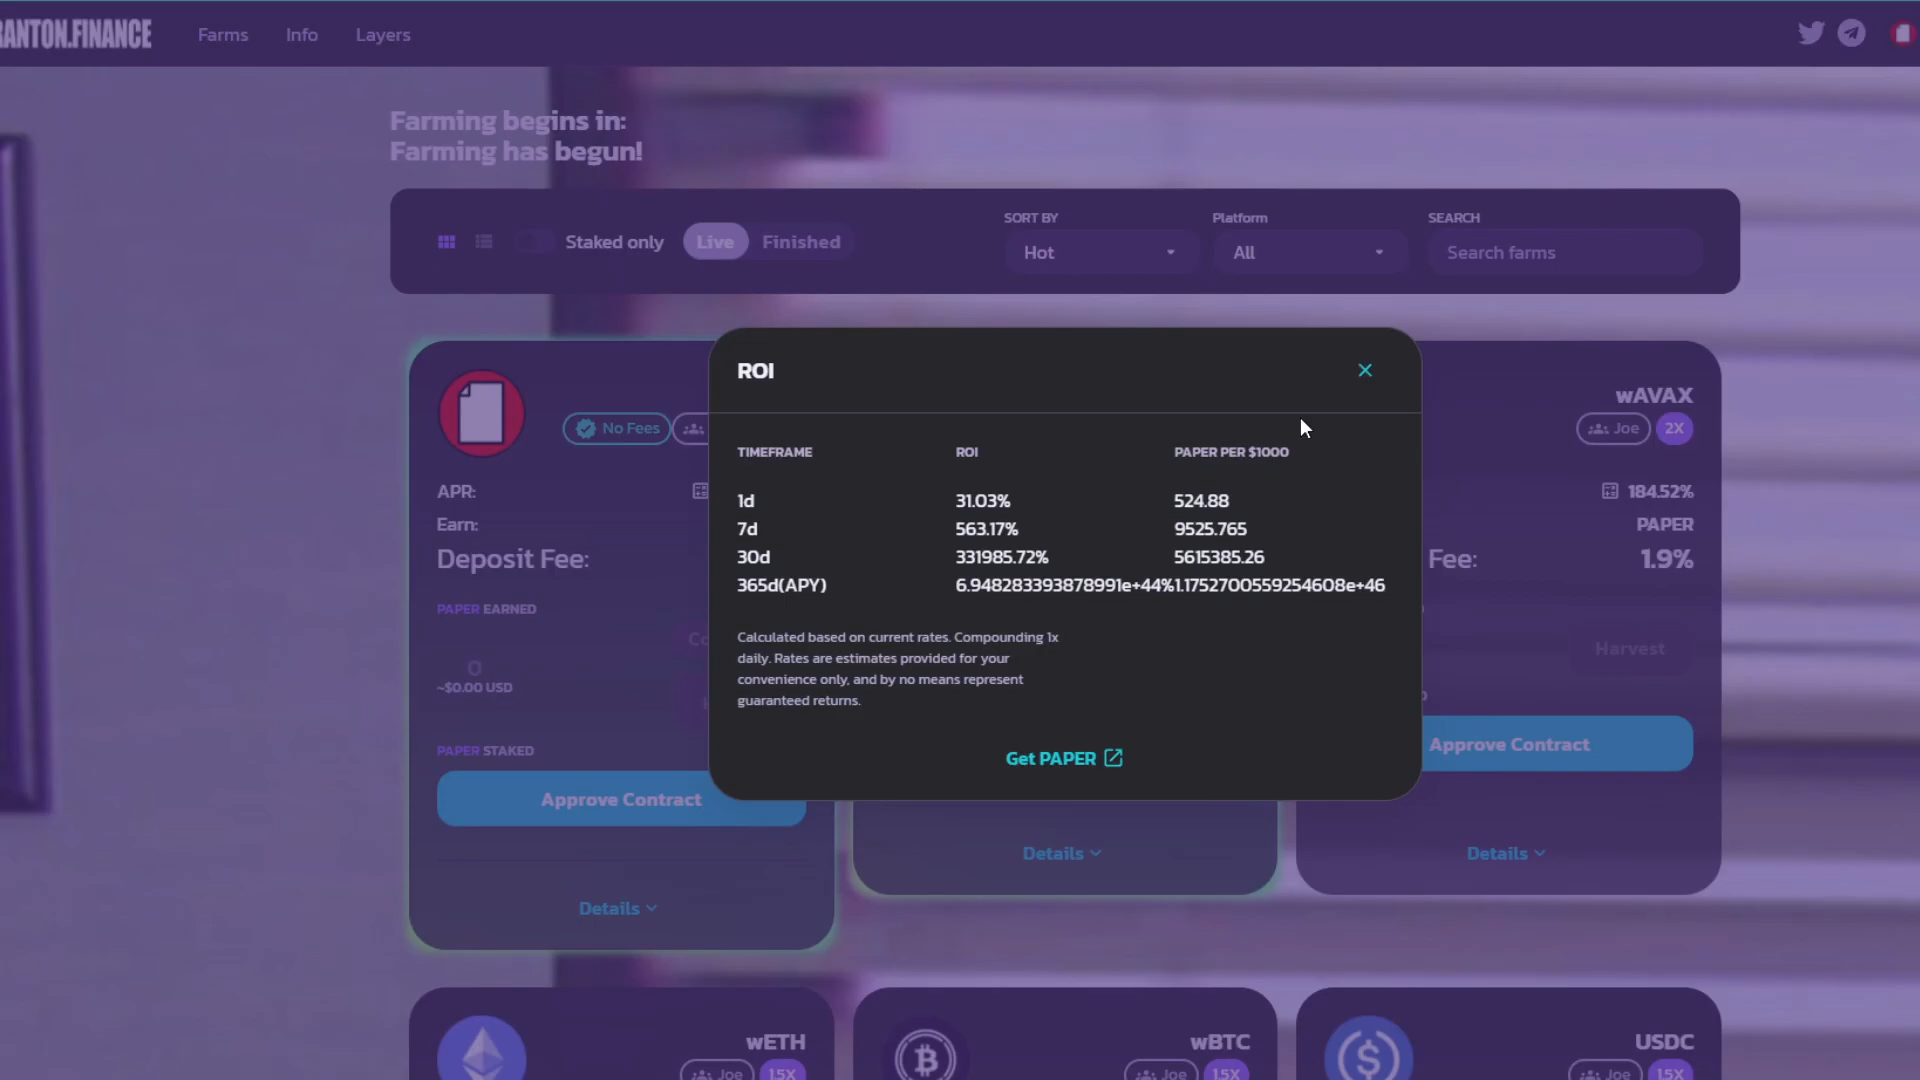 RANTON.FINANCE Farms Info Layers
Farming begins in:
Farming has begun!
SORT BY Platform SEARCH
Staked only Live Finished Hot All Search farms
ROI
wAVAX
No Fees Joe 2X
TIMEFRAME ROI PAPER PER $1000
APR: 184.52%
1d 31.03% 524.88
Earn: PAPER
7d 563.17% 9525.765
Deposit Fee: Fee: 1.9%
30d 331985.72% 5615385.26
365d(APY) 6.948283393878991e+44% 1.1752700559254608e+46
PAPER EARNED
Calculated based on current rates. Compounding 1x
daily. Rates are estimates provided for your
convenience only, and by no means represent
guaranteed returns.
Harvest
0
~$0.00 USD
PAPER STAKED
Approve Contract
Get PAPER
Approve Contract
Details
Details
Details
wETH wBTC USDC
Joe 1.5X Joe 1.5X Joe 1.5X